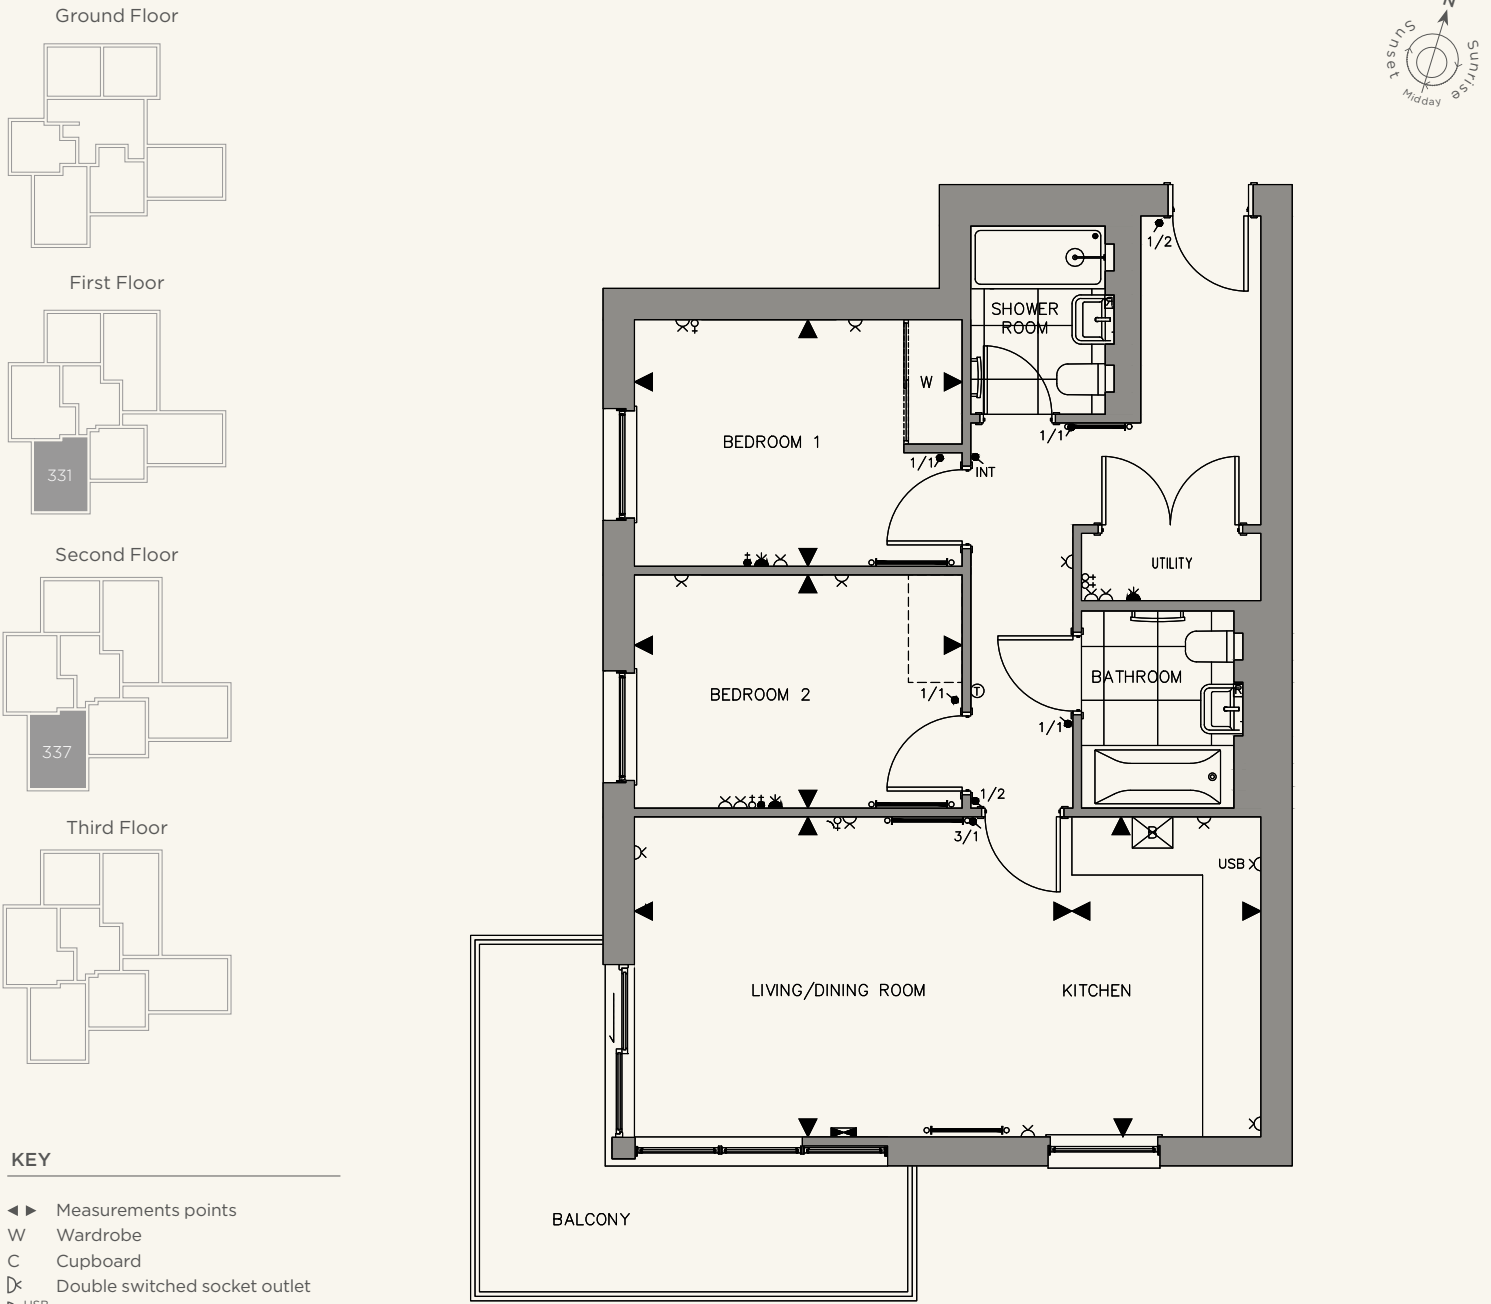 Ground Floor
First Floor
331
Second Floor
337
Third Floor
KEY
Measurements points
W Wardrobe
C Cupboard
Double switched socket outlet
USB
N
Sunset
Sunrise
Midday
1/2
SHOWER
ROOM
W
BEDROOM 1
1/1
1/1
INT
UTILITY
BEDROOM 2
1/1
T
BATHROOM
1/1
1/2
3/1
B
USB
LIVING/DINING ROOM
KITCHEN
BALCONY